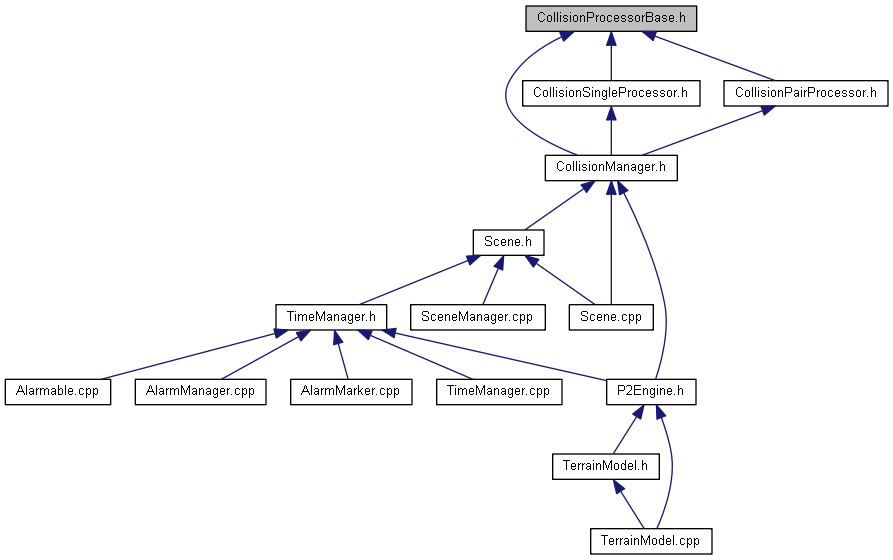 CollisionProcessorBase.h
CollisionSingleProcessor.h
CollisionPairProcessor.h
CollisionManager.h
Scene.h
TimeManager.h
SceneManager.cpp
Scene.cpp
Alarmable.cpp
AlarmManager.cpp
AlarmMarker.cpp
TimeManager.cpp
P2Engine.h
TerrainModel.h
TerrainModel.cpp